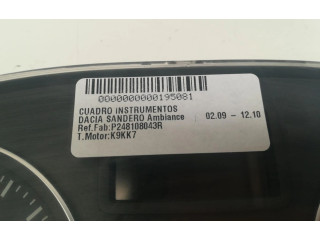 0000000000195081
CUADRO iNSTRUMENTOS
DACIA SANDERO Ambiance 02.09 - 12.10
Ref.Fab:P248108043R
T.Motor:K9KK7